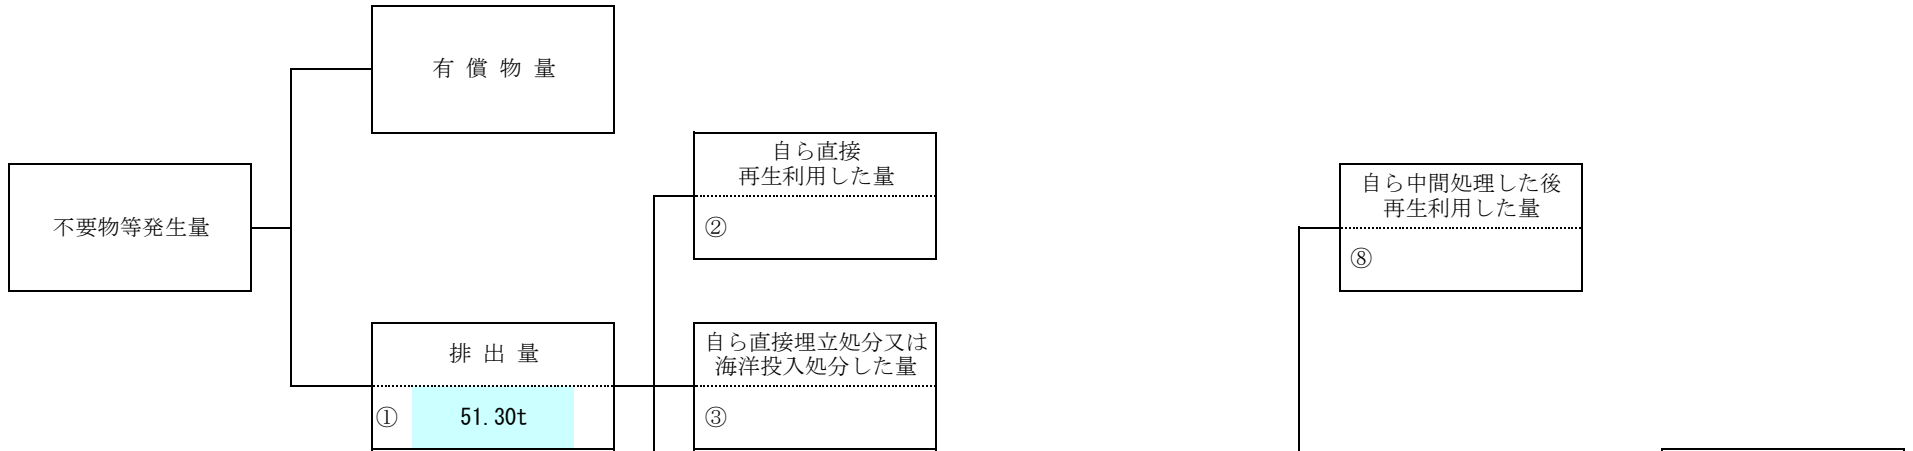 有 償 物 量
自ら直接
再生利用した量
②
不要物等発生量
自ら中間処理した後
再生利用した量
⑧
排 出 量
① 51.30t
自ら直接埋立処分又は
海洋投入処分した量
③